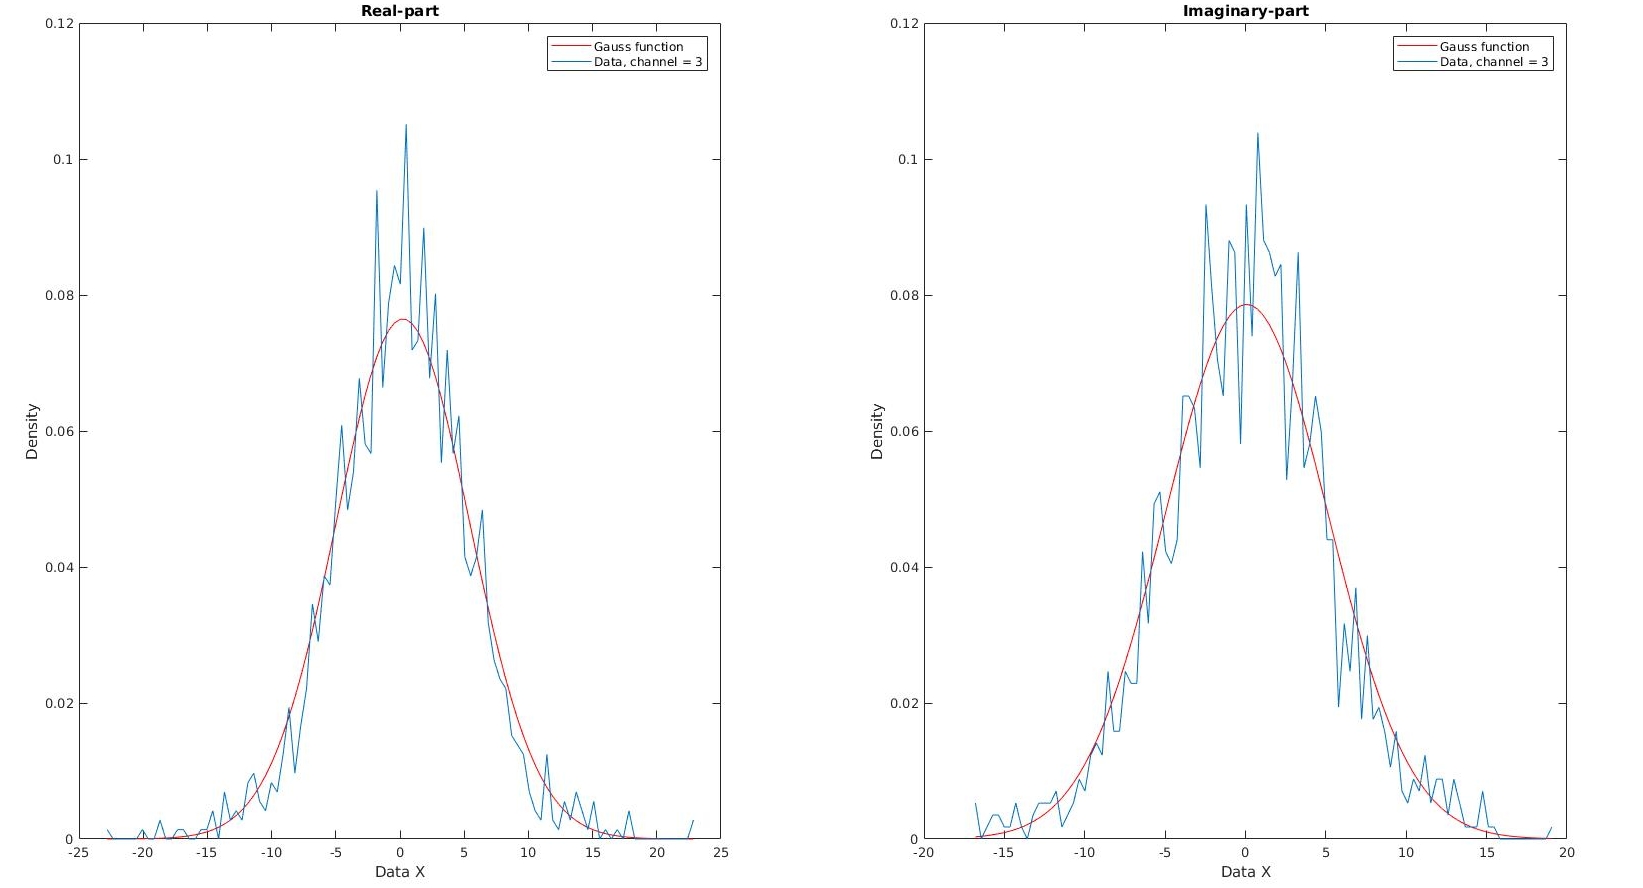 Real-part
Gauss function
Data, channel = 3
0.12
0.1
0.08
0.06
0.04
0.02
0
Density
-25 -20 -15 -10 -5 0 5 10 15 20 25
Data X
Imaginary-part
Gauss function
Data, channel = 3
0.12
0.1
0.08
0.06
0.04
0.02
0
Density
-20 -15 -10 -5 0 5 10 15 20
Data X